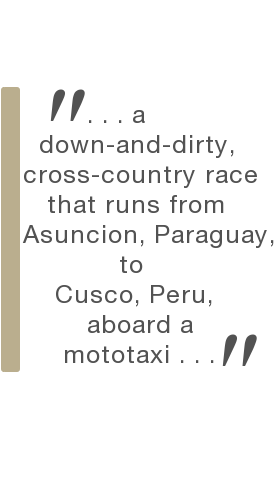 ". . . a
down-and-dirty,
cross-country race
that runs from
Asuncion, Paraguay,
to
Cusco, Peru,
aboard a
mototaxi . . ."